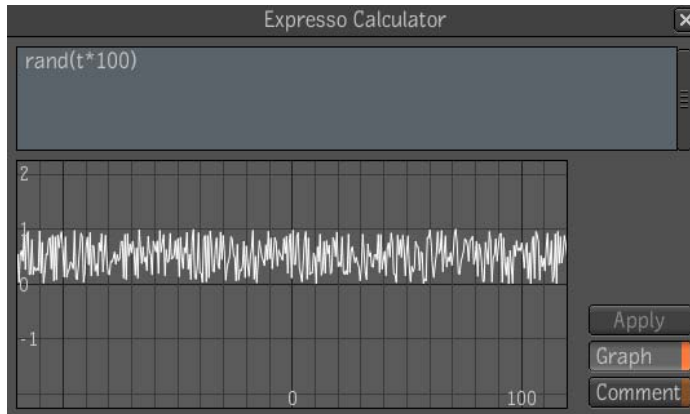 Expresso Calculator
rand(t*100)
2
1
0
-1
0 100
Apply
Graph
Comment